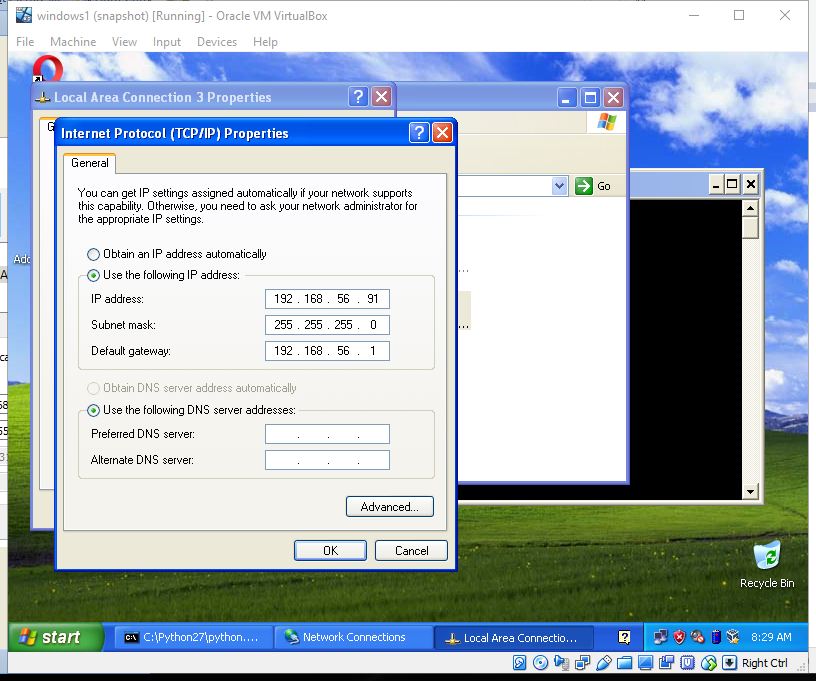 windows1 (snapshot) [Running] - Oracle VM VirtualBox
File Machine View Input Devices Help
Local Area Connection 3 Properties
G
Internet Protocol (TCP/IP) Properties
General
You can get IP settings assigned automatically if your network supports
this capability. Otherwise, you need to ask your network administrator for
the appropriate IP settings.
Obtain an IP address automatically
Use the following IP address:
IP address: 192 . 168 . 56 . 91
Subnet mask: 255 . 255 . 255 . 0
Default gateway: 192 . 168 . 56 . 1
Obtain DNS server address automatically
Use the following DNS server addresses:
Preferred DNS server: . . .
Alternate DNS server: . . .
Advanced...
OK Cancel
Go
...
...
Ado
Recycle Bin
start
C:\Python27\python....
Network Connections
Local Area Connectio...
8:29 AM
Right Ctrl